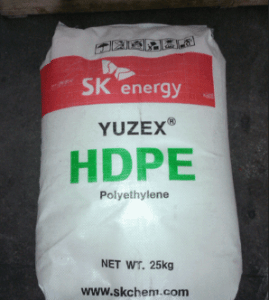 SK energy
YUZEX®
HDPE
Polyethylene
NET WT. 25kg
www.skchem.com